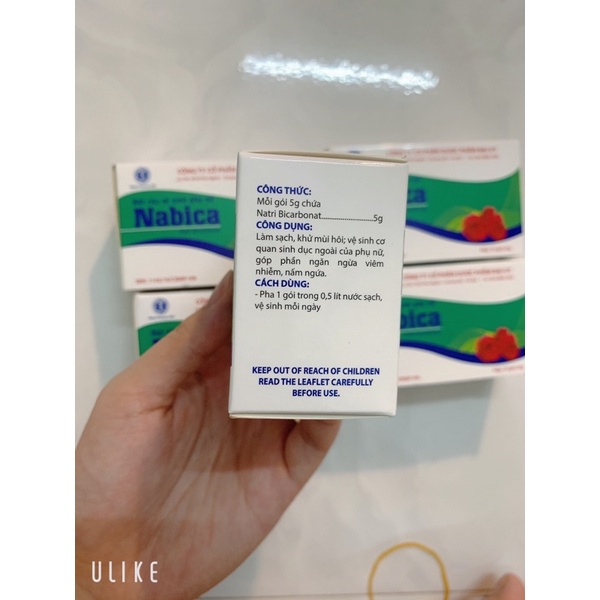 CÔNG THỨC:
Mỗi gói 5g chứa
Natri Bicarbonat........................5g
CÔNG DỤNG:
Làm sạch, khử mùi hôi; vệ sinh cơ
quan sinh dục ngoài của phụ nữ,
góp phần ngăn ngừa viêm
nhiễm, nấm ngứa.
CÁCH DÙNG:
- Pha 1 gói trong 0,5 lít nước sạch,
vệ sinh mỗi ngày
KEEP OUT OF REACH OF CHILDREN
READ THE LEAFLET CAREFULLY
BEFORE USE.
Nabica
bica
ULIKE